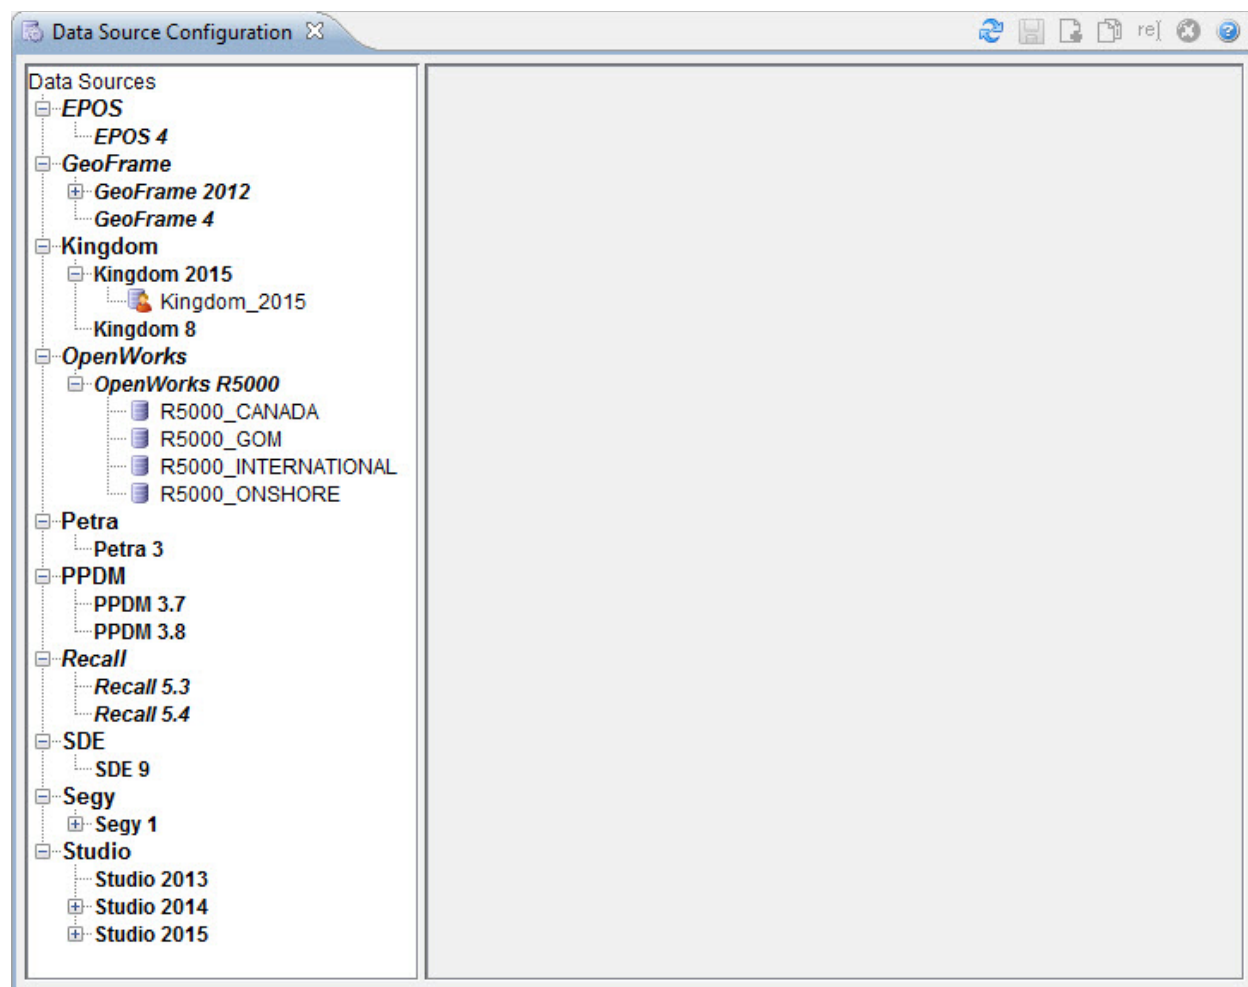 Data Source Configuration
re
Data Sources
EPOS
EPOS 4
GeoFrame
GeoFrame 2012
GeoFrame 4
Kingdom
Kingdom 2015
Kingdom_2015
Kingdom 8
OpenWorks
OpenWorks R5000
R5000_CANADA
R5000_GOM
R5000_INTERNATIONAL
R5000_ONSHORE
Petra
Petra 3
PPDM
PPDM 3.7
PPDM 3.8
Recall
Recall 5.3
Recall 5.4
SDE
SDE 9
Segy
Segy 1
Studio
Studio 2013
Studio 2014
Studio 2015